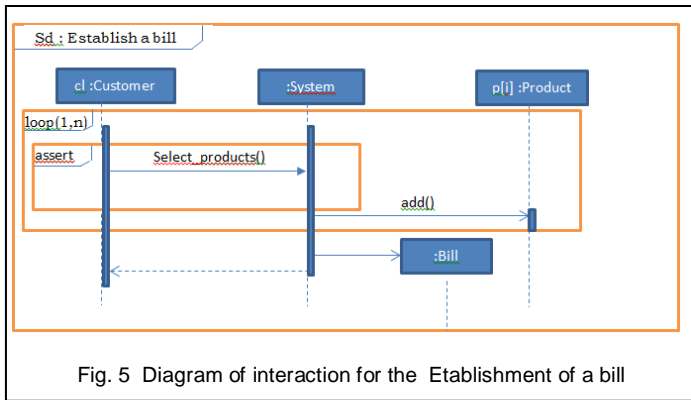 Sd : Establish a bill
cl :Customer
:System
p[i] :Product
loop(1,n)
assert
Select_products()
add()
:Bill
Fig. 5 Diagram of interaction for the Etablishment of a bill